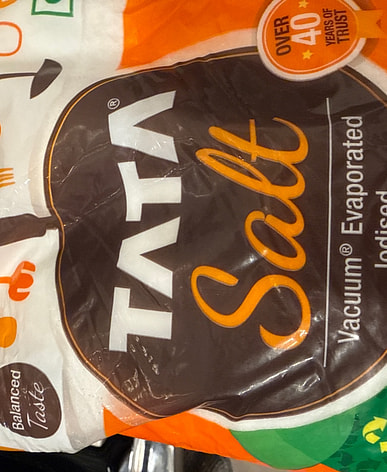 OVER
40
YEARS OF
TRUST
TATA®
Salt
Vacuum® Evaporated
Iodised
Balanced
Taste